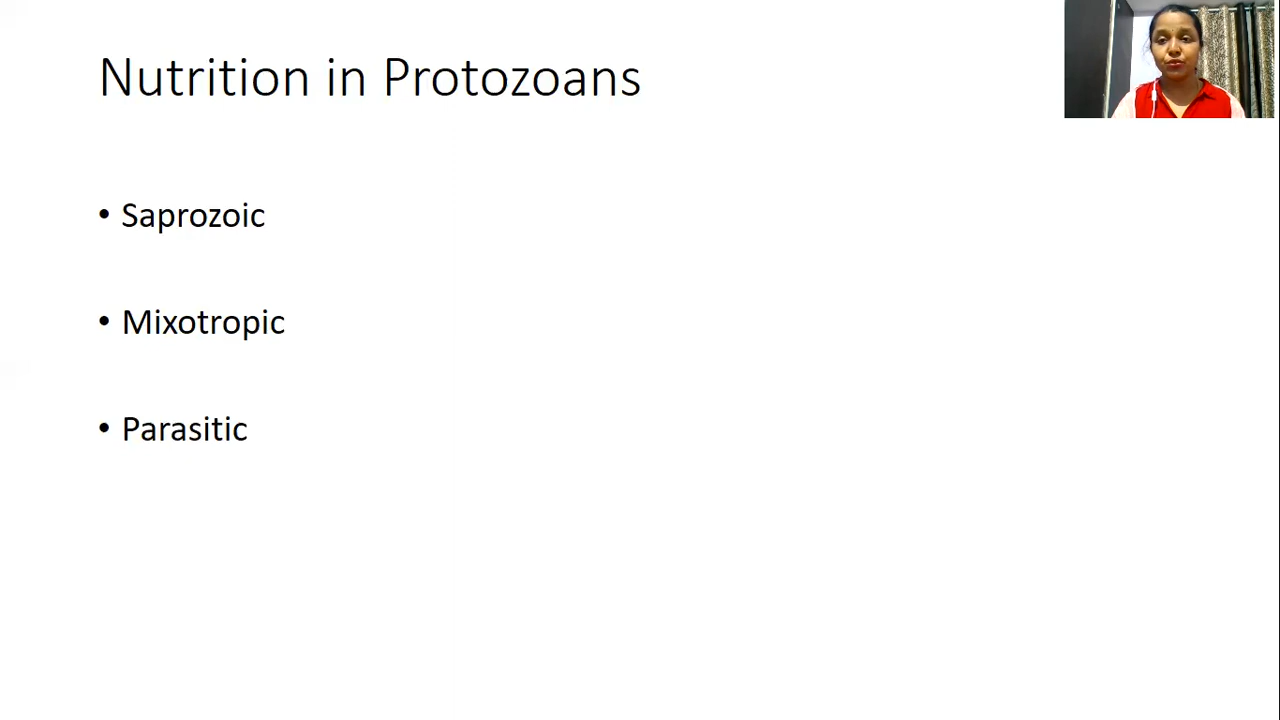 Nutrition in Protozoans
• Saprozoic
• Mixotropic
• Parasitic